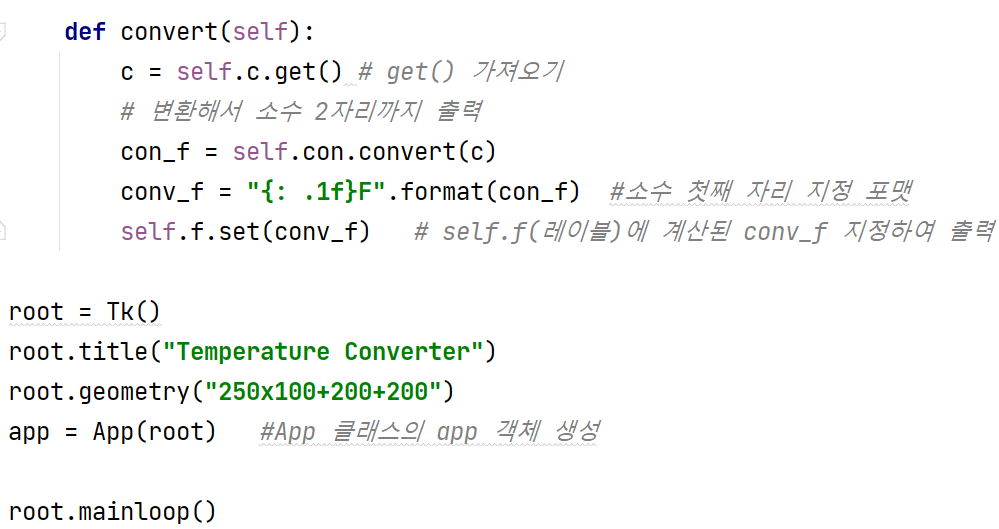 def convert(self):
c = self.c.get() # get() 가져오기
# 변환해서 소수 2자리까지 출력
con_f = self.con.convert(c)
conv_f = "{: .1f}F".format(con_f)  #소수 첫째 자리 지정 포맷
self.f.set(conv_f)   # self.f(레이블)에 계산된 conv_f 지정하여 출력
root = Tk()
root.title("Temperature Converter")
root.geometry("250x100+200+200")
app = App(root)   #App 클래스의 app 객체 생성
root.mainloop()